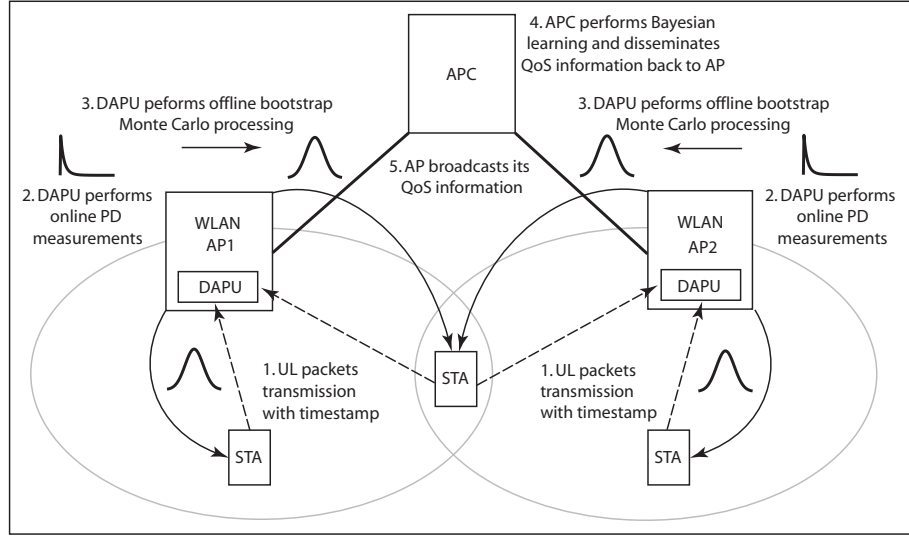 4. APC performs Bayesian
learning and disseminates
QoS information back to AP
APC
3. DAPU peforms offline bootstrap
Monte Carlo processing
3. DAPU peforms offline bootstrap
Monte Carlo processing
5. AP broadcasts its
QoS information
2. DAPU performs
online PD
measurements
WLAN
AP1
DAPU
WLAN
AP2
DAPU
2. DAPU performs
online PD
measurements
1. UL packets
transmission
with timestamp
STA
1. UL packets
transmission
with timestamp
STA
STA